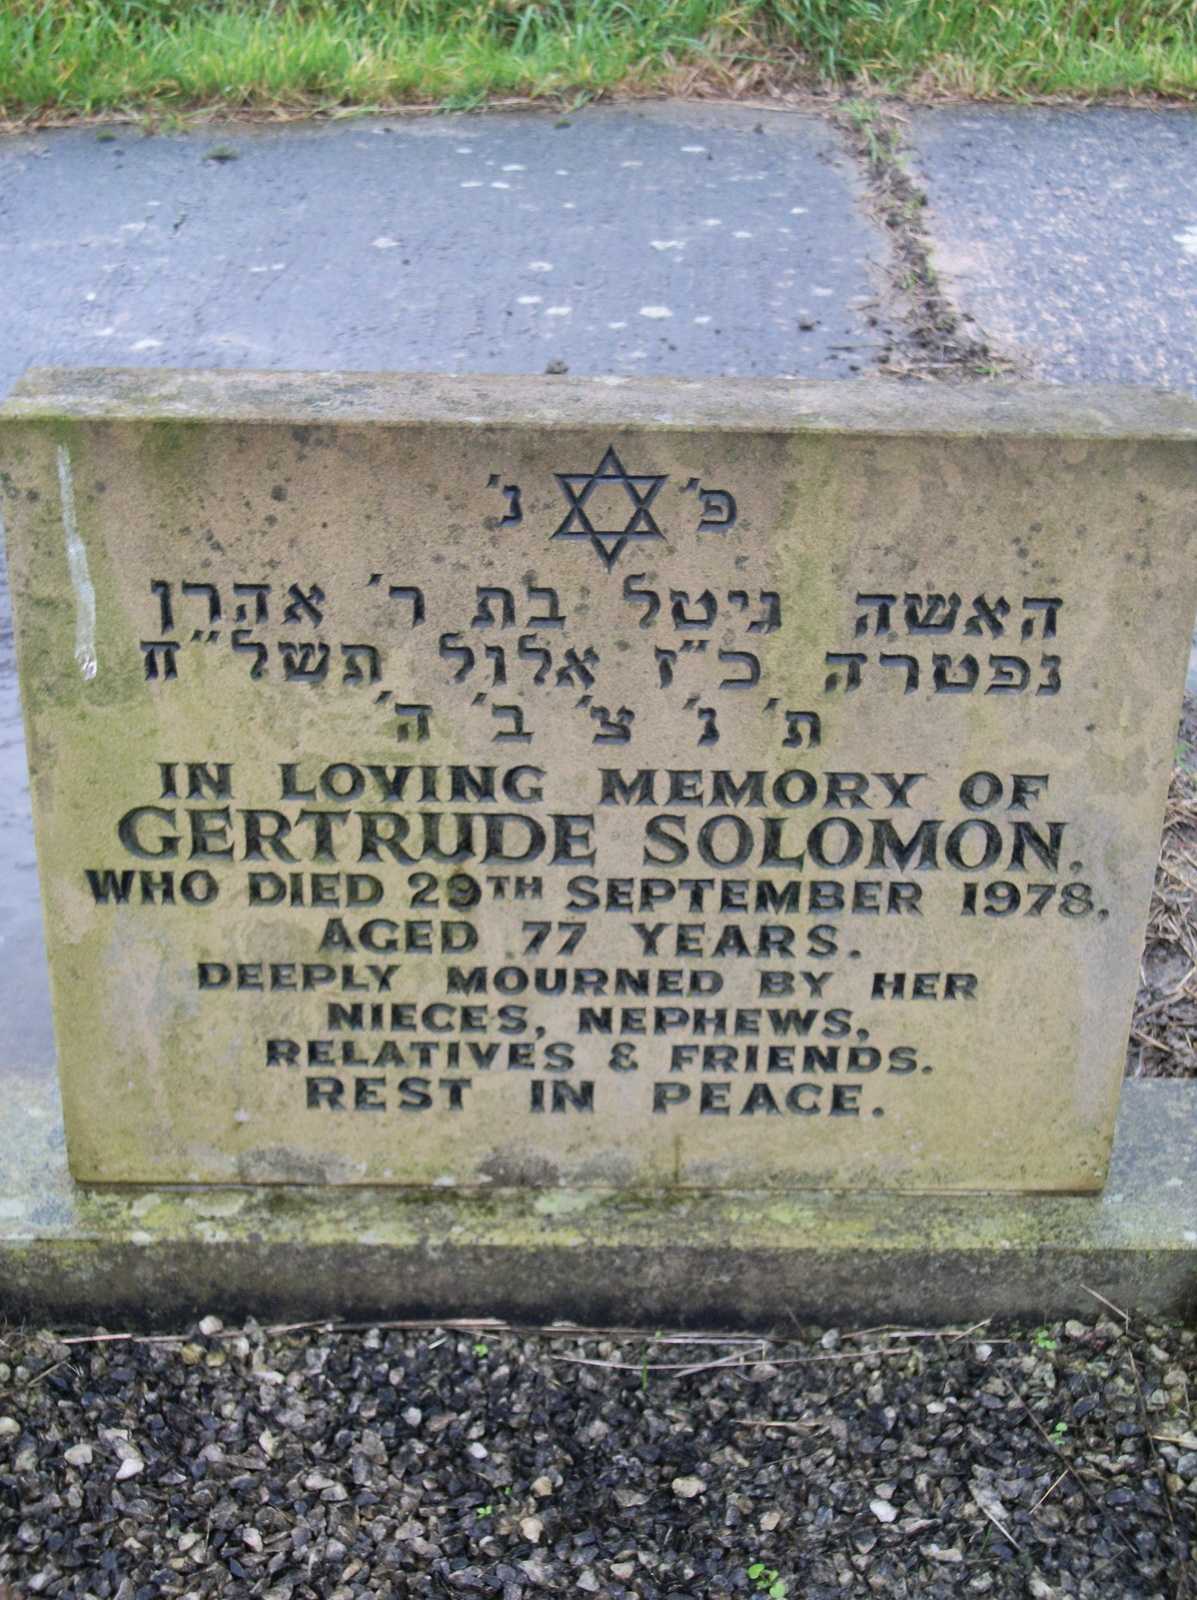 פ׳ נ׳
האשה גיטל בת ר׳ אהרן
נפטרה כ״ז אלול תשל״ח
ת׳ נ׳ צ׳ ב׳ ה׳
IN LOVING MEMORY OF
GERTRUDE SOLOMON,
WHO DIED 29TH SEPTEMBER 1978,
AGED 77 YEARS.
DEEPLY MOURNED BY HER
NIECES, NEPHEWS,
RELATIVES & FRIENDS.
REST IN PEACE.